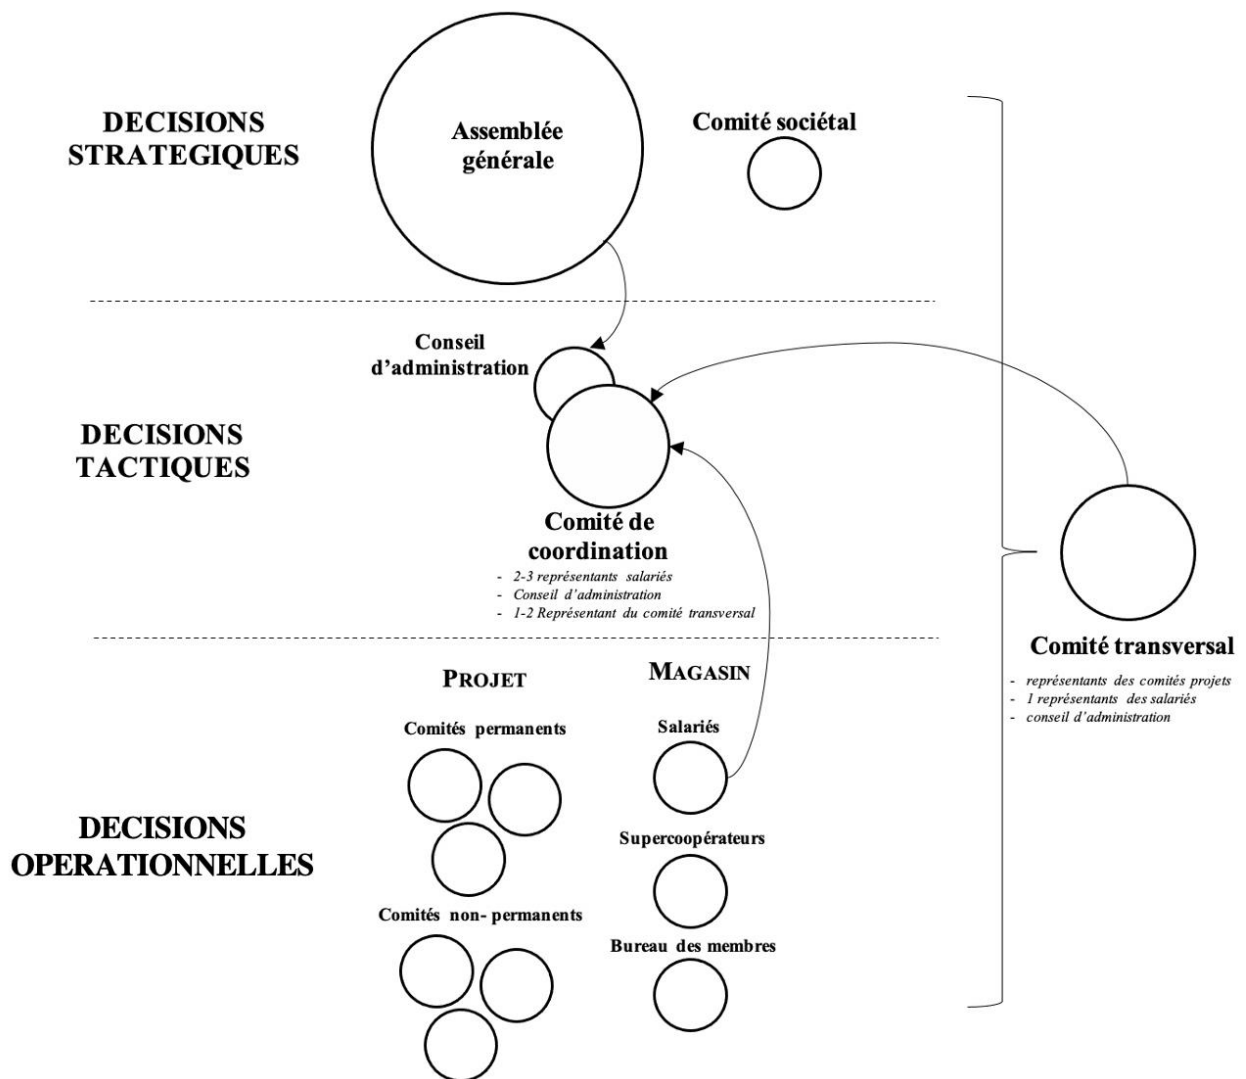 DECISIONS
STRATEGIQUES
Assemblée
générale
Comité sociétal
Conseil
d’administration
DECISIONS
TACTIQUES
Comité de
coordination
- 2-3 représentants salariés
- Conseil d’administration
- 1-2 Représentant du comité transversal
Comité transversal
- représentants des comités projets
- 1 représentants des salariés
- conseil d’administration
PROJET
MAGASIN
Comités permanents
Salariés
DECISIONS
OPERATIONNELLES
Supercoopérateurs
Comités non- permanents
Bureau des membres